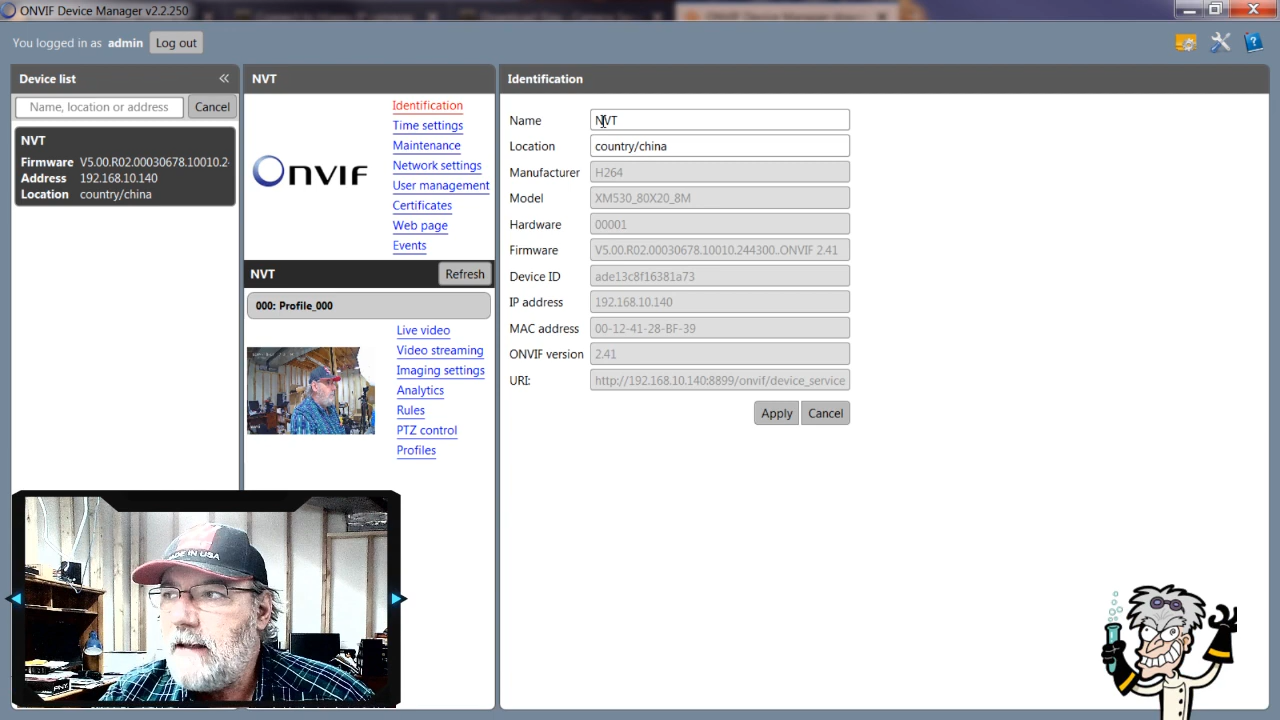 ONVIF Device Manager v2.2.250
You logged in as admin Log out
Device list «
Name, location or address Cancel
NVT
Firmware V5.00.R02.00030678.10010.2-
Address 192.168.10.140
Location country/china
NVT
ONVIF
Identification
Time settings
Maintenance
Network settings
User management
Certificates
Web page
Events
NVT Refresh
000: Profile_000
Live video
Video streaming
Imaging settings
Analytics
Rules
PTZ control
Profiles
Identification
Name NVT
Location country/china
Manufacturer H264
Model XM530_80X20_8M
Hardware 00001
Firmware V5.00.R02.00030678.10010.244300..ONVIF 2.41
Device ID ade13c8f16381a73
IP address 192.168.10.140
MAC address 00-12-41-28-BF-39
ONVIF version 2.41
URI: http://192.168.10.140:8899/onvif/device_service
Apply Cancel
MADE IN USA
PNY